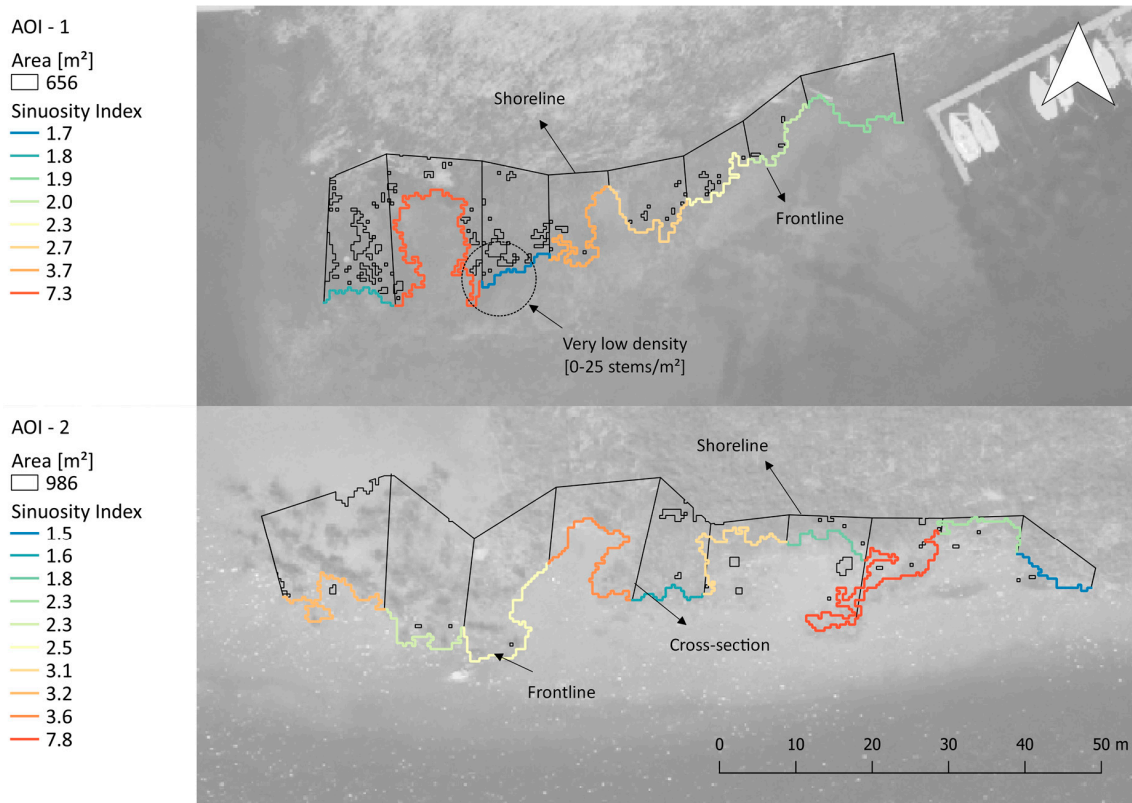 AOI - 1
Area [m²]
656
Sinuosity Index
1.7
1.8
1.9
2.0
2.3
2.7
3.7
7.3
Shoreline
Frontline
Very low density
[0-25 stems/m²]
AOI - 2
Area [m²]
986
Sinuosity Index
1.5
1.6
1.8
2.3
2.3
2.5
3.1
3.2
3.6
7.8
Shoreline
Cross-section
Frontline
0 10 20 30 40 50 m